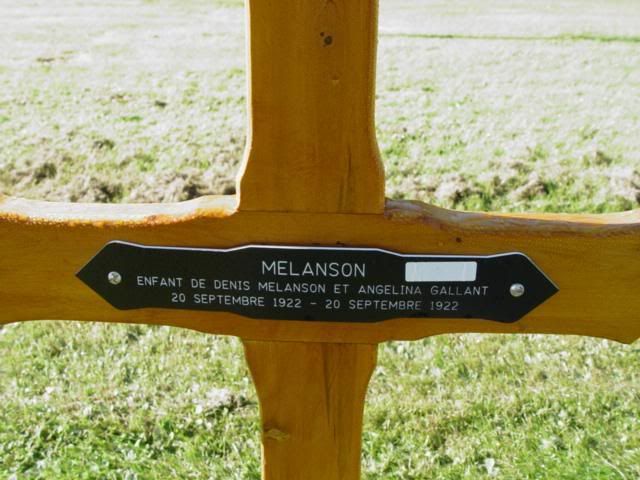 MELANSON
ENFANT DE DENIS MELANSON ET ANGELINA GALLANT
20 SEPTEMBRE 1922 - 20 SEPTEMBRE 1922